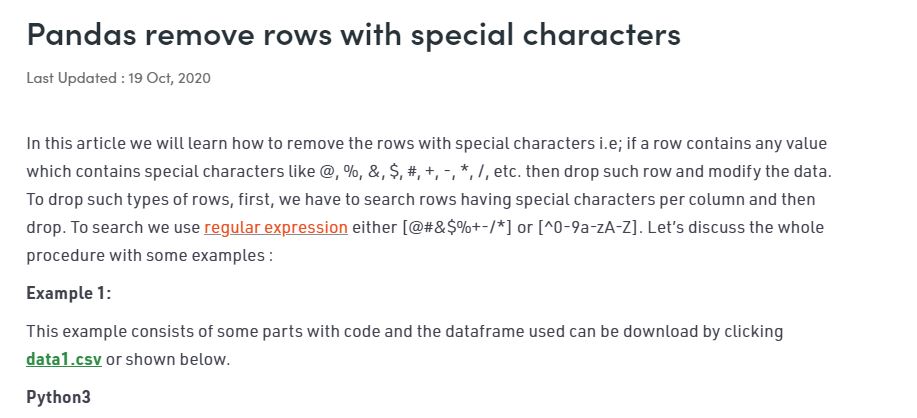 Pandas remove rows with special characters
Last Updated : 19 Oct, 2020
In this article we will learn how to remove the rows with special characters i.e; if a row contains any value
which contains special characters like @, %, &, $, #, +, -, *, /, etc. then drop such row and modify the data.
To drop such types of rows, first, we have to search rows having special characters per column and then
drop. To search we use regular expression either [@#&$%+-/*] or [^0-9a-zA-Z]. Let’s discuss the whole
procedure with some examples :
Example 1:
This example consists of some parts with code and the dataframe used can be download by clicking
data1.csv or shown below.
Python3